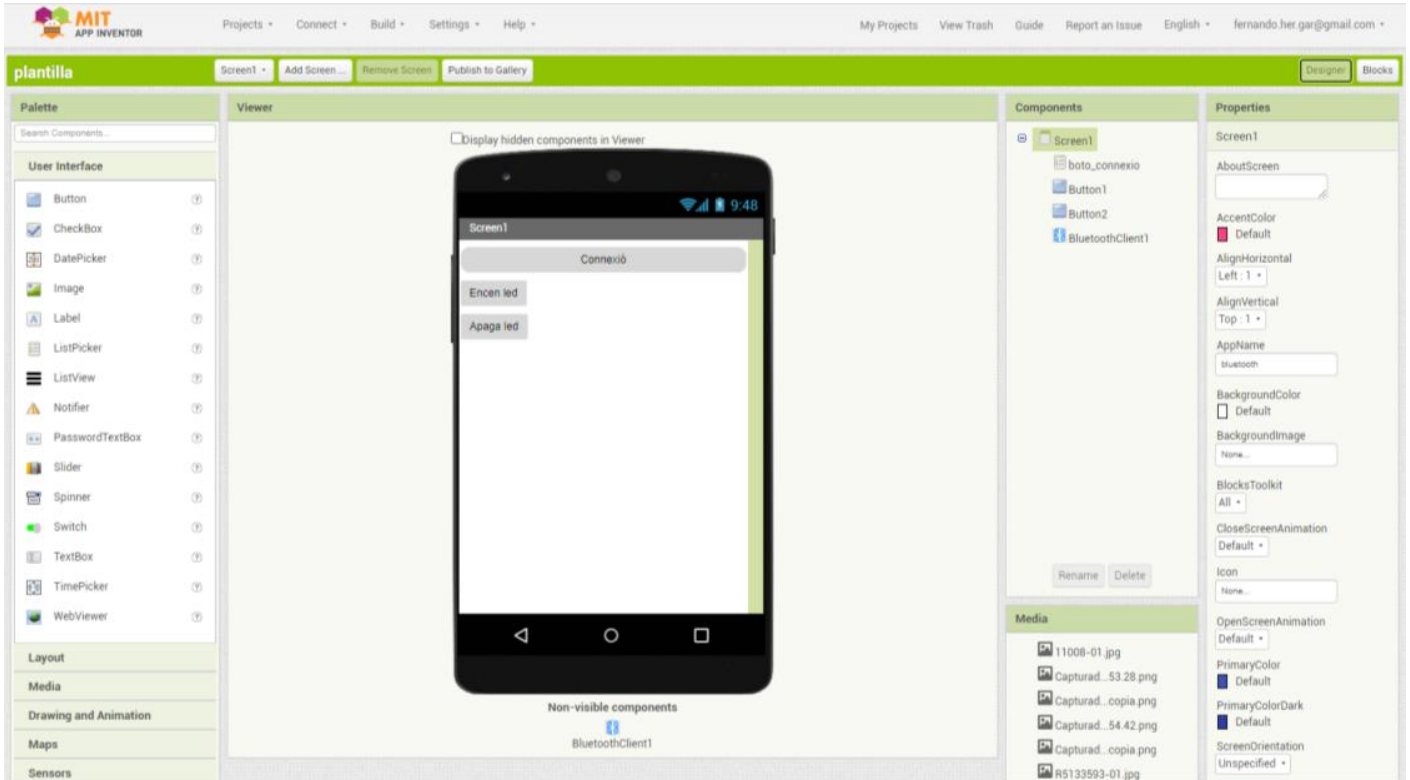 MIT
APP INVENTOR
Projects Connect Build Settings Help
My Projects View Trash Guide Report an Issue English fernando.her.gar@gmail.com
plantilla
Screen1 Add Screen ... Remove Screen Publish to Gallery
Designer Blocks
Palette
Search Components...
User Interface
Button
CheckBox
DatePicker
Image
Label
ListPicker
ListView
Notifier
PasswordTextBox
Slider
Spinner
Switch
TextBox
TimePicker
WebViewer
Layout
Media
Drawing and Animation
Maps
Sensors
Viewer
Display hidden components in Viewer
9:48
Screen1
Connexió
Encen led
Apaga led
Non-visible components
BluetoothClient1
Components
Screen1
boto_connexio
Button1
Button2
BluetoothClient1
Rename Delete
Media
11008-01.jpg
Capturad...53.28.png
Capturad...copia.png
Capturad...54.42.png
Capturad...copia.png
R5133593-01.jpg
Properties
Screen1
AboutScreen
AccentColor
Default
AlignHorizontal
Left : 1
AlignVertical
Top : 1
AppName
bluetooth
BackgroundColor
Default
BackgroundImage
None...
BlocksToolkit
All
CloseScreenAnimation
Default
Icon
None...
OpenScreenAnimation
Default
PrimaryColor
Default
PrimaryColorDark
Default
ScreenOrientation
Unspecified